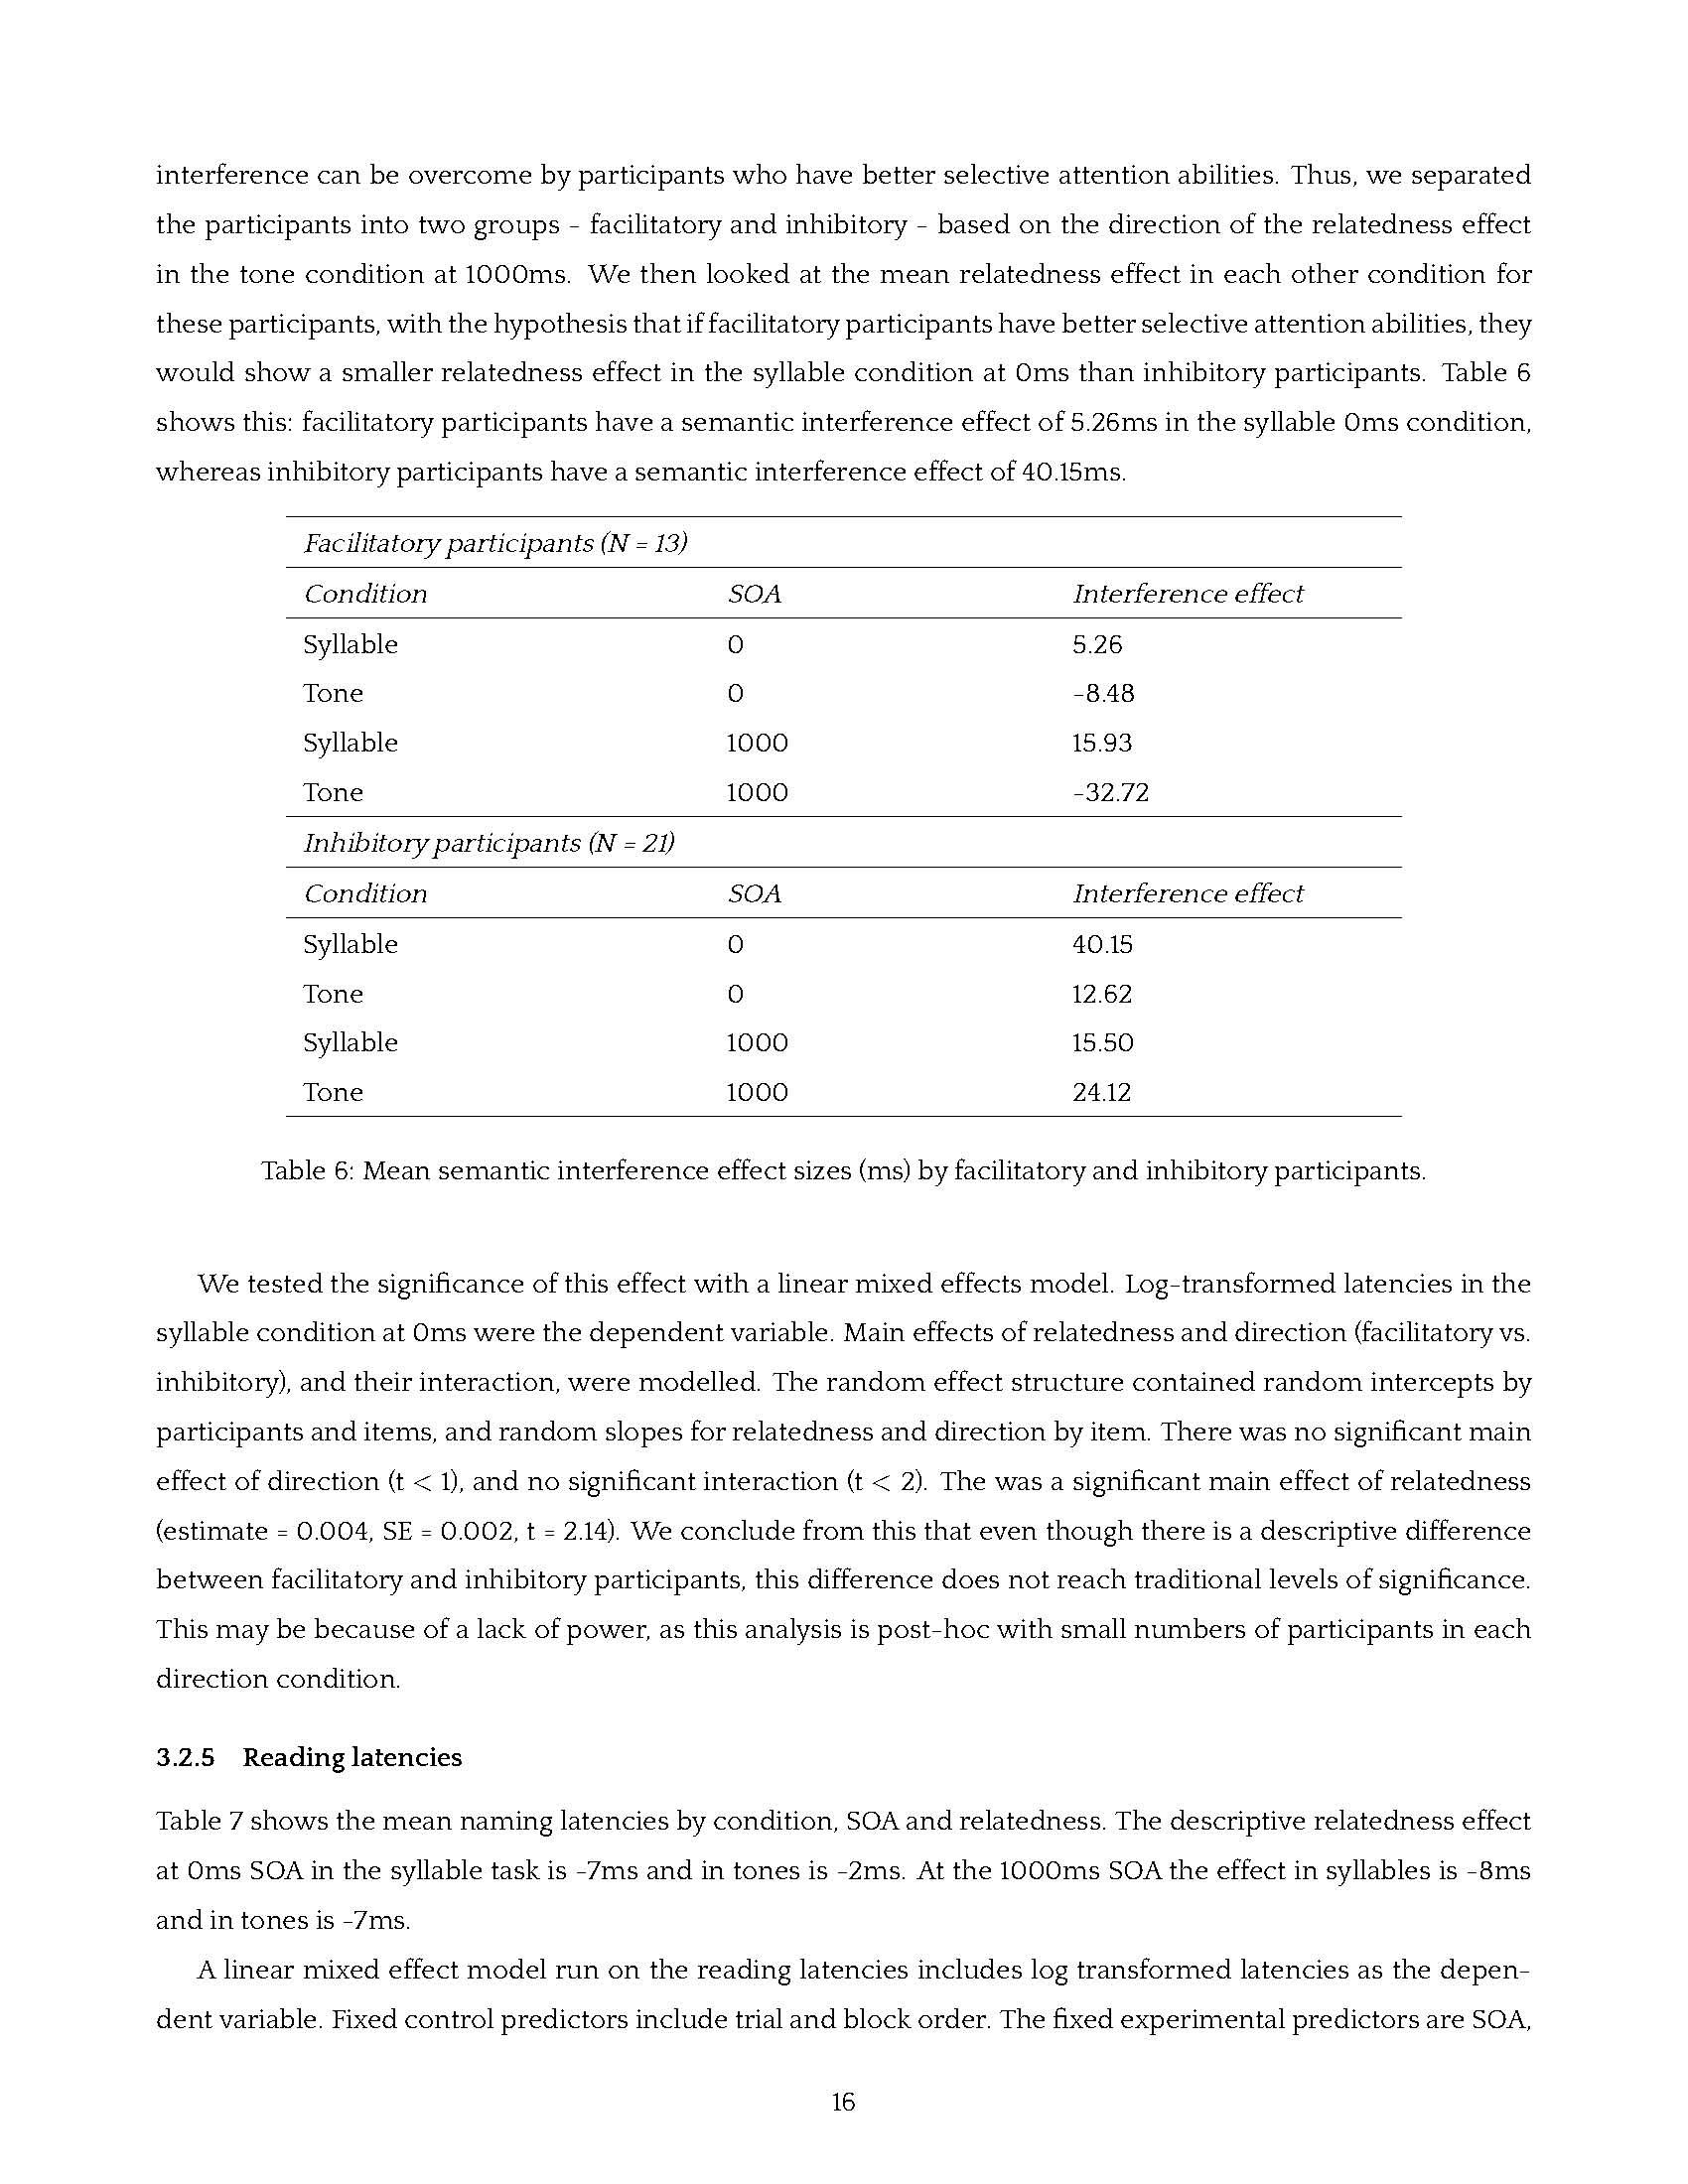 interference can be overcome by participants who have better selective attention abilities. Thus, we separated
the participants into two groups - facilitatory and inhibitory - based on the direction of the relatedness effect
in the tone condition at 1000ms. We then looked at the mean relatedness effect in each other condition for
these participants, with the hypothesis that if facilitatory participants have better selective attention abilities, they
would show a smaller relatedness effect in the syllable condition at 0ms than inhibitory participants. Table 6
shows this: facilitatory participants have a semantic interference effect of 5.26ms in the syllable 0ms condition,
whereas inhibitory participants have a semantic interference effect of 40.15ms.
Facilitatory participants (N = 13)
Condition SOA Interference effect
Syllable 0 5.26
Tone 0 -8.48
Syllable 1000 15.93
Tone 1000 -32.72
Inhibitory participants (N = 21)
Condition SOA Interference effect
Syllable 0 40.15
Tone 0 12.62
Syllable 1000 15.50
Tone 1000 24.12
Table 6: Mean semantic interference effect sizes (ms) by facilitatory and inhibitory participants.
We tested the significance of this effect with a linear mixed effects model. Log-transformed latencies in the
syllable condition at 0ms were the dependent variable. Main effects of relatedness and direction (facilitatory vs.
inhibitory), and their interaction, were modelled. The random effect structure contained random intercepts by
participants and items, and random slopes for relatedness and direction by item. There was no significant main
effect of direction (t < 1), and no significant interaction (t < 2). The was a significant main effect of relatedness
(estimate = 0.004, SE = 0.002, t = 2.14). We conclude from this that even though there is a descriptive difference
between facilitatory and inhibitory participants, this difference does not reach traditional levels of significance.
This may be because of a lack of power, as this analysis is post-hoc with small numbers of participants in each
direction condition.
3.2.5 Reading latencies
Table 7 shows the mean naming latencies by condition, SOA and relatedness. The descriptive relatedness effect
at 0ms SOA in the syllable task is -7ms and in tones is -2ms. At the 1000ms SOA the effect in syllables is -8ms
and in tones is -7ms.
A linear mixed effect model run on the reading latencies includes log transformed latencies as the depen-
dent variable. Fixed control predictors include trial and block order. The fixed experimental predictors are SOA,
16